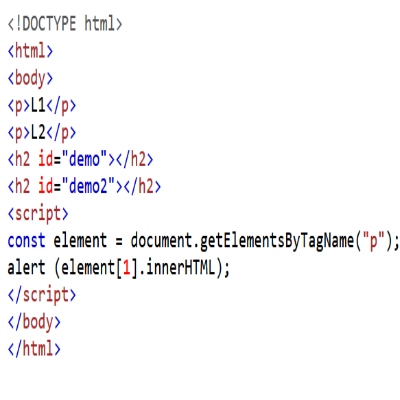 <!DOCTYPE html>
<html>
<body>
<p>L1</p>
<p>L2</p>
<h2 id="demo"></h2>
<h2 id="demo2"></h2>
<script>
const element = document.getElementsByTagName("p");
alert (element[1].innerHTML);
</script>
</body>
</html>